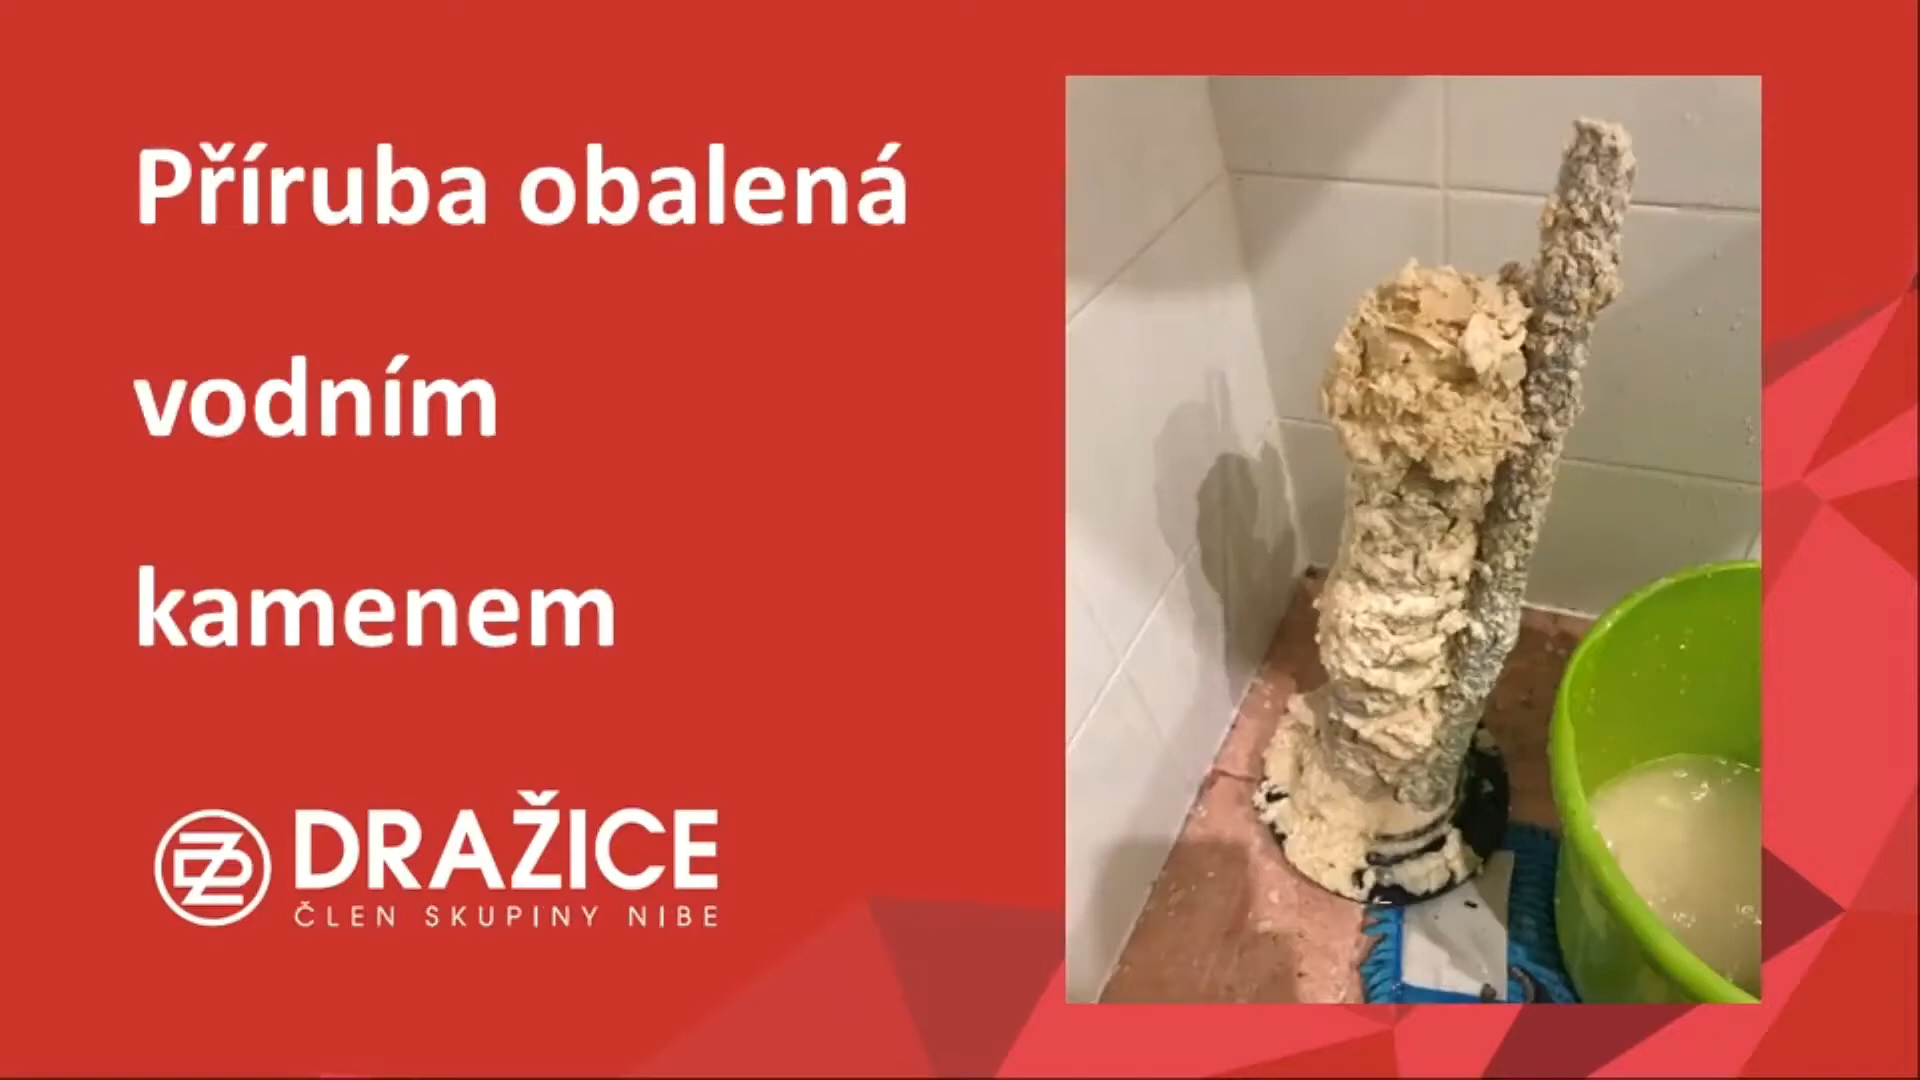 Příruba obalená
vodním
kamenem
DRAŽICE
ČLEN SKUPINY NIBE